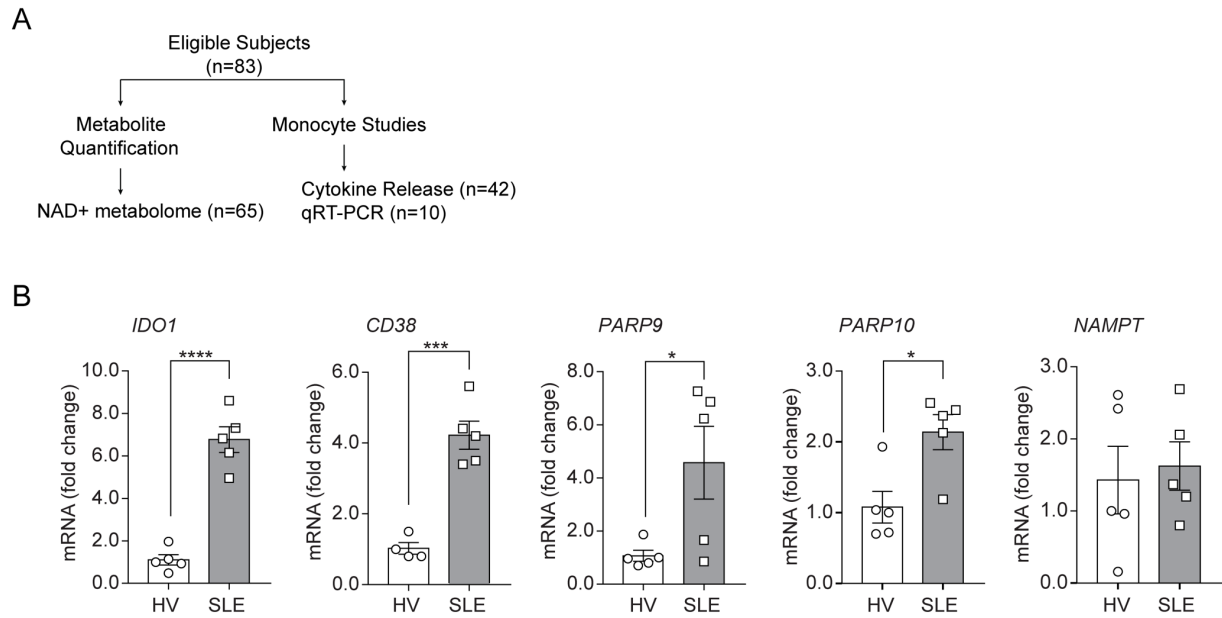 A
Eligible Subjects
(n=83)
Metabolite
Quantification
Monocyte Studies
NAD+ metabolome (n=65)
Cytokine Release (n=42)
qRT-PCR (n=10)
B
IDO1
****
mRNA (fold change)
10.0
8.0
6.0
4.0
2.0
0.0
HV SLE
CD38
***
mRNA (fold change)
6.0
4.0
2.0
0.0
HV SLE
PARP9
*
mRNA (fold change)
8.0
6.0
4.0
2.0
0.0
HV SLE
PARP10
*
mRNA (fold change)
3.0
2.0
1.0
0.0
HV SLE
NAMPT
mRNA (fold change)
3.0
2.0
1.0
0.0
HV SLE